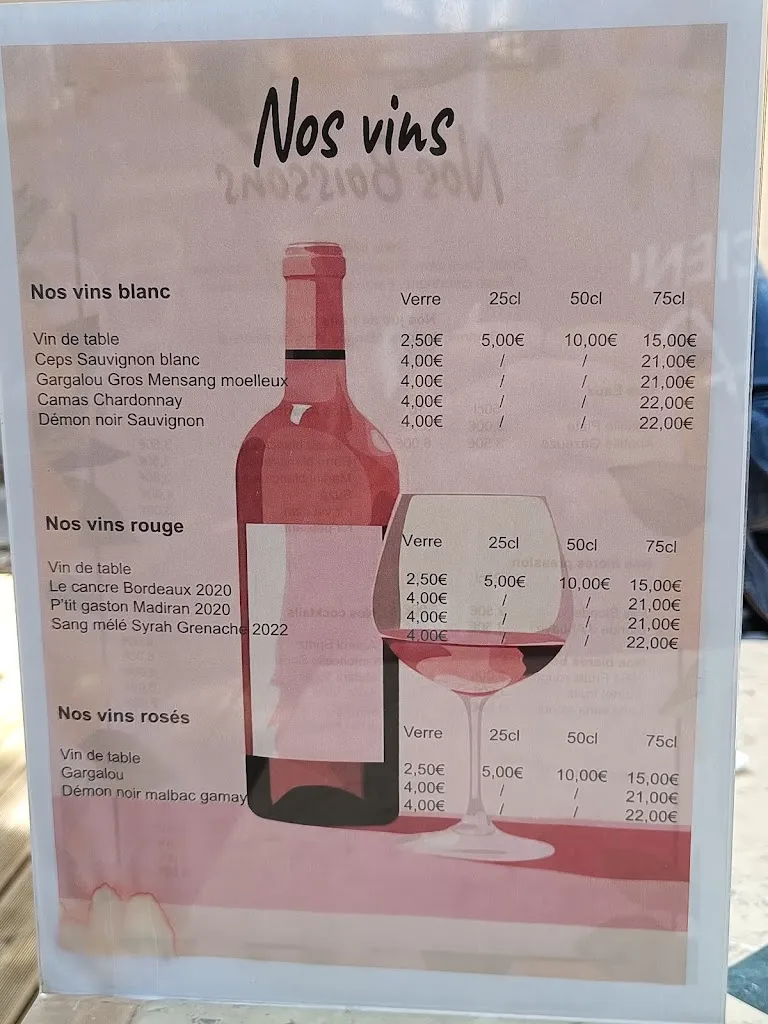 Nos vins
Nos Boissons
Nos vins blanc Verre 25cl 50cl 75cl
Vin de table 2,50€ 5,00€ 10,00€ 15,00€
Ceps Sauvignon blanc 4,00€ / / 21,00€
Gargalou Gros Mensang moelleux 4,00€ / / 21,00€
Camas Chardonnay 4,00€ / / 22,00€
Démon noir Sauvignon 4,00€ / / 22,00€
Nos vins rouge Verre 25cl 50cl 75cl
Vin de table 2,50€ 5,00€ 10,00€ 15,00€
Le cancre Bordeaux 2020 4,00€ / / 21,00€
P'tit gaston Madiran 2020 4,00€ / / 21,00€
Sang mélé Syrah Grenache 2022 4,00€ / / 22,00€
Nos vins rosés Verre 25cl 50cl 75cl
Vin de table 2,50€ 5,00€ 10,00€ 15,00€
Gargalou 4,00€ / / 21,00€
Démon noir malbac gamay 4,00€ / / 22,00€